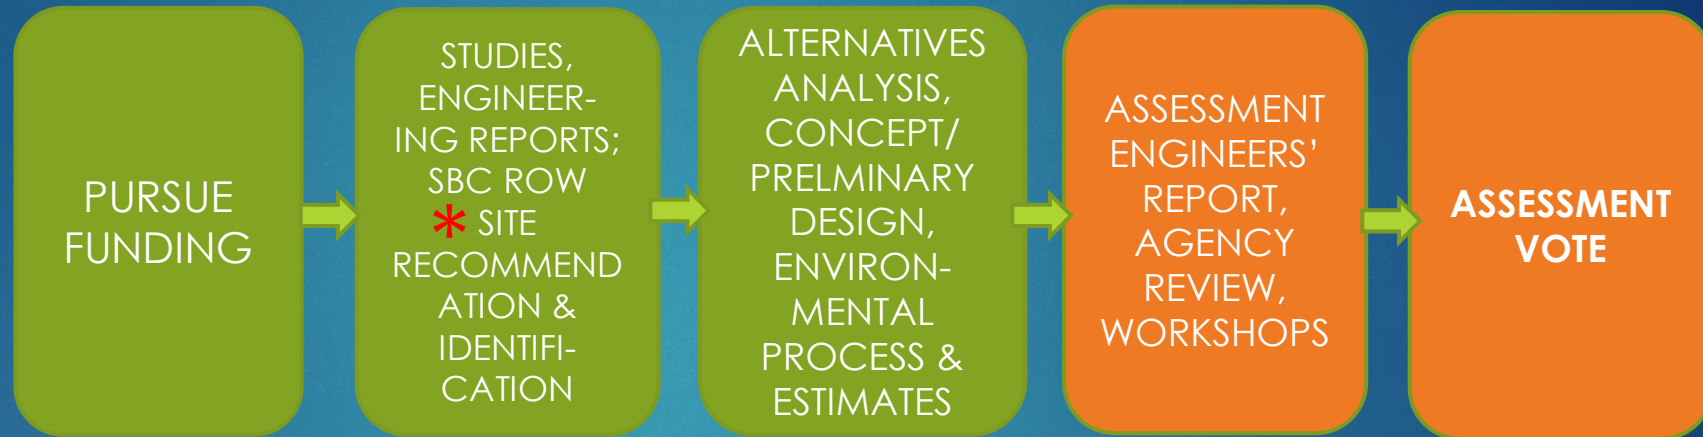 PURSUE
FUNDING
STUDIES,
ENGINEER-
ING REPORTS;
SBC ROW
* SITE
RECOMMEND
ATION &
IDENTIFI-
CATION
ALTERNATIVES
ANALYSIS,
CONCEPT/
PRELMINARY
DESIGN,
ENVIRON-
MENTAL
PROCESS &
ESTIMATES
ASSESSMENT
ENGINEERS’
REPORT,
AGENCY
REVIEW,
WORKSHOPS
ASSESSMENT
VOTE